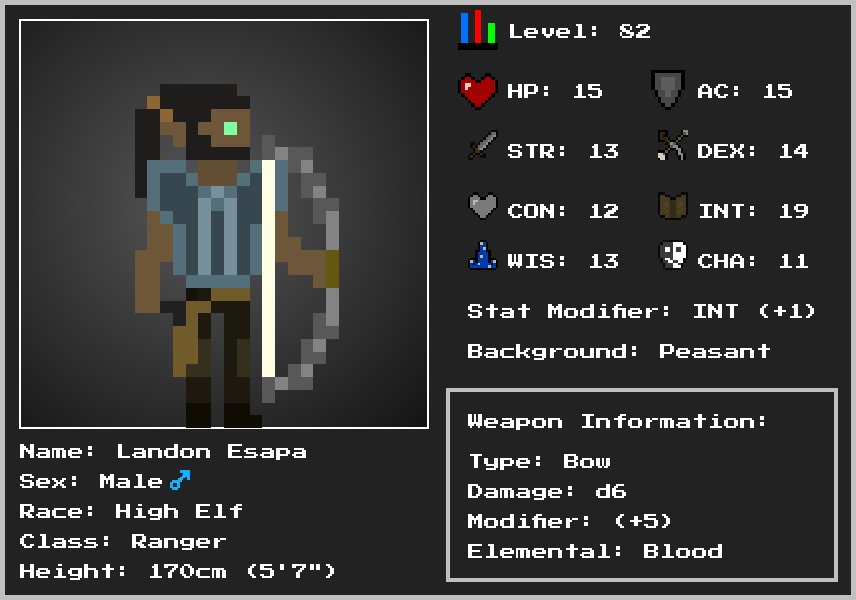 Level: 82
HP: 15
AC: 15
STR: 13
DEX: 14
CON: 12
INT: 19
WIS: 13
CHA: 11
Stat Modifier: INT (+1)
Background: Peasant
Weapon Information:
Type: Bow
Damage: d6
Modifier: (+5)
Elemental: Blood
Name: Landon Esapa
Sex: Male♂
Race: High Elf
Class: Ranger
Height: 170cm (5'7")